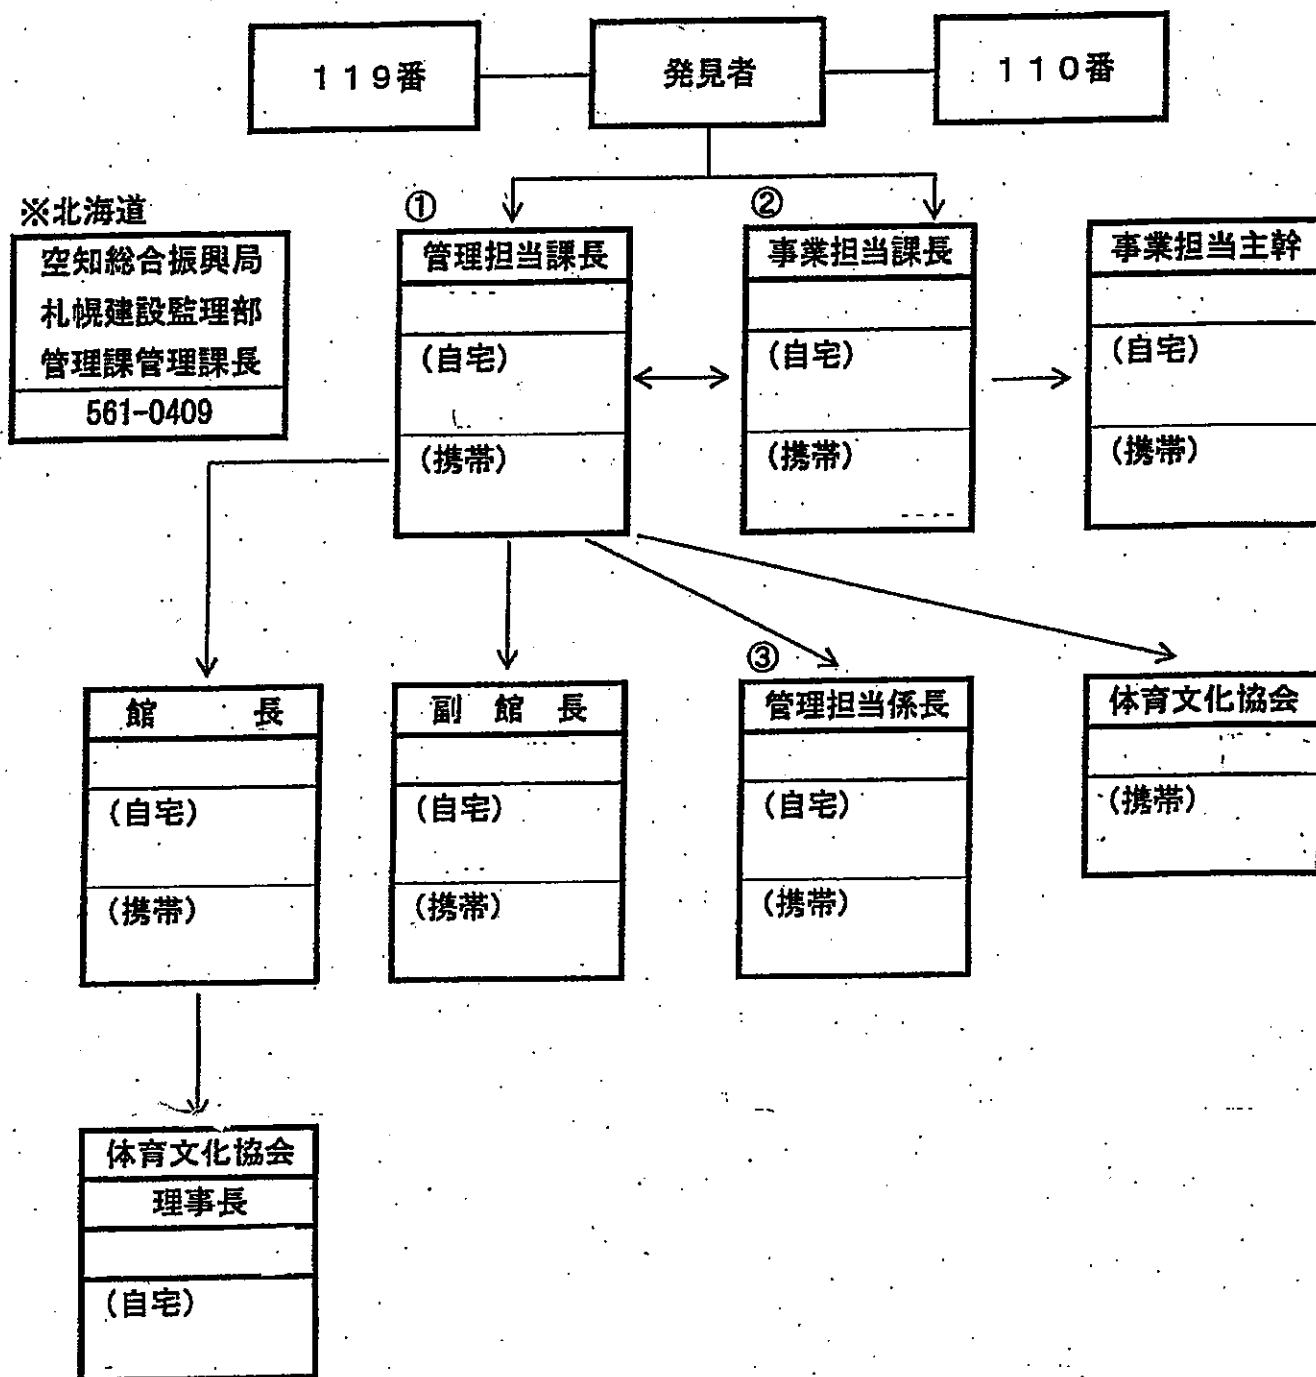 119番
発見者
110番
※北海道
空知総合振興局
札幌建設監理部
管理課管理課長
561-0409
①
管理担当課長
(自宅)
(携帯)
②
事業担当課長
(自宅)
(携帯)
事業担当主幹
(自宅)
(携帯)
館 長
(自宅)
(携帯)
副 館 長
(自宅)
(携帯)
③
管理担当係長
(自宅)
(携帯)
体育文化協会
(携帯)
体育文化協会
理事長
(自宅)